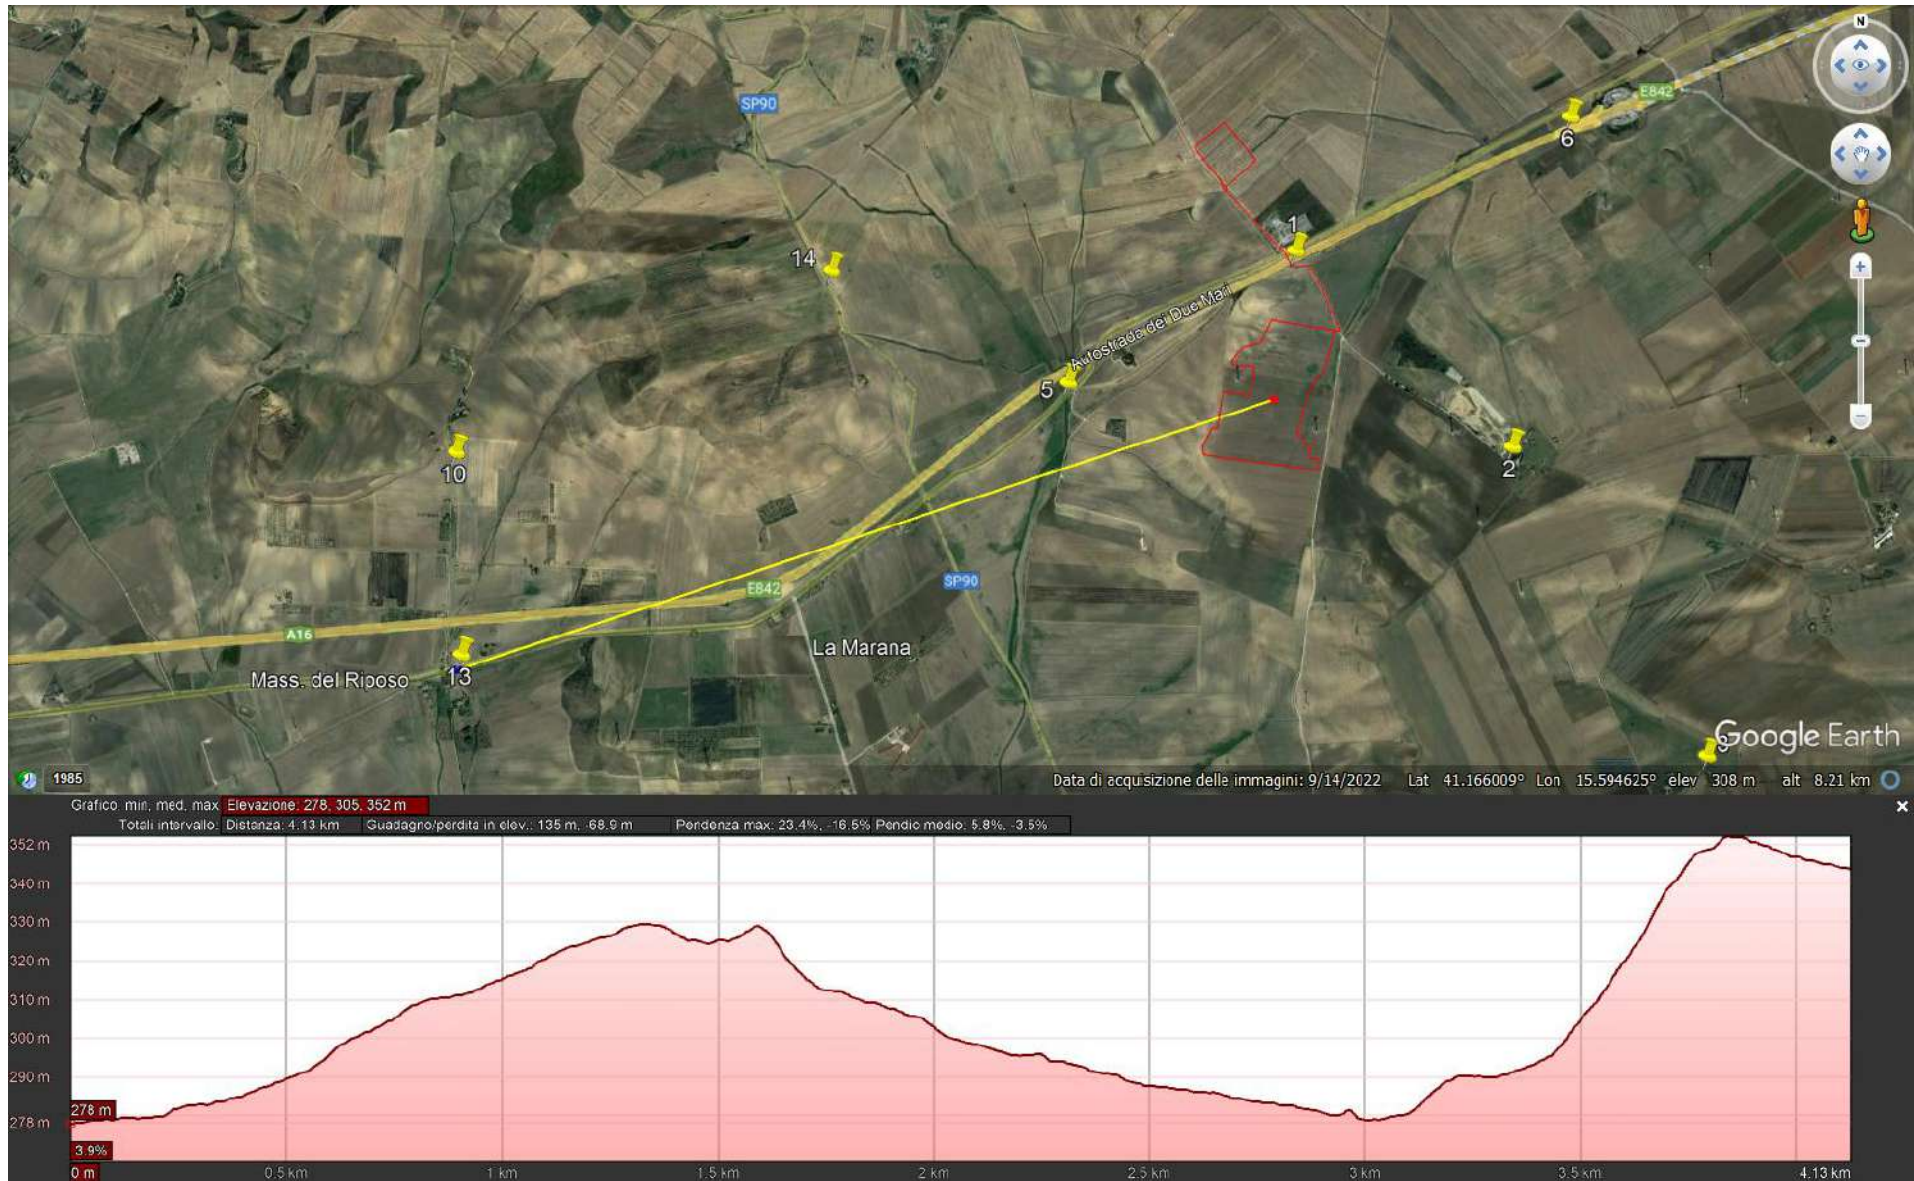 N
SP90
E842
6
1
14
Autostrada dei Due Mari
5
10
2
E842
SP90
A16
La Marana
Mass. del Riposo
13
Google Earth
1985
Data di acquisizione delle immagini: 9/14/2022 Lat 41.166009° Lon 15.594625° elev 308 m alt 8.21 km
Grafico: min, med, max Elevazione: 278, 305, 352 m
Totali intervallo: Distanza: 4.13 km Guadagno/perdita in elev.: 135 m, -68.9 m Pendenza max: 23.4%, -16.5% Pendio medio: 5.8%, -3.5%
352 m
340 m
330 m
320 m
310 m
300 m
290 m
278 m
278 m
3.9%
0 m 0.5 km 1 km 1.5 km 2 km 2.5 km 3 km 3.5 km 4.13 km